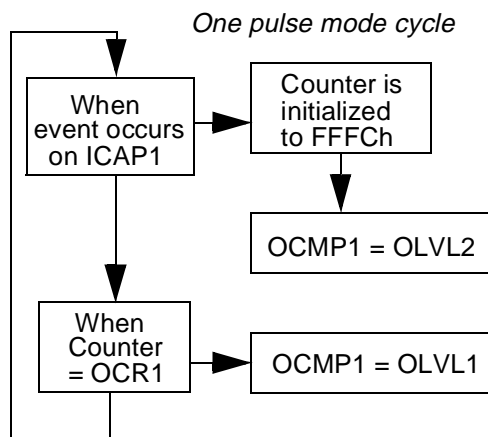 One pulse mode cycle
When
event occurs
on ICAP1
Counter is
initialized
to FFFCh
OCMP1 = OLVL2
When
Counter
= OCR1
OCMP1 = OLVL1